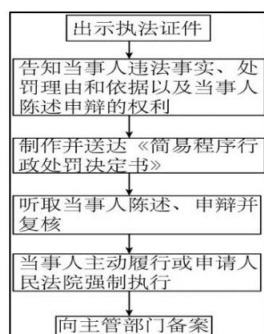 出示执法证件
告知当事人违法事实、处
罚理由和依据以及当事人
陈述申辩的权利
制作并送达《简易程序行
政处罚决定书》
听取当事人陈述、申辩并
复核
当事人主动履行或申请人
民法院强制执行
向主管部门备案